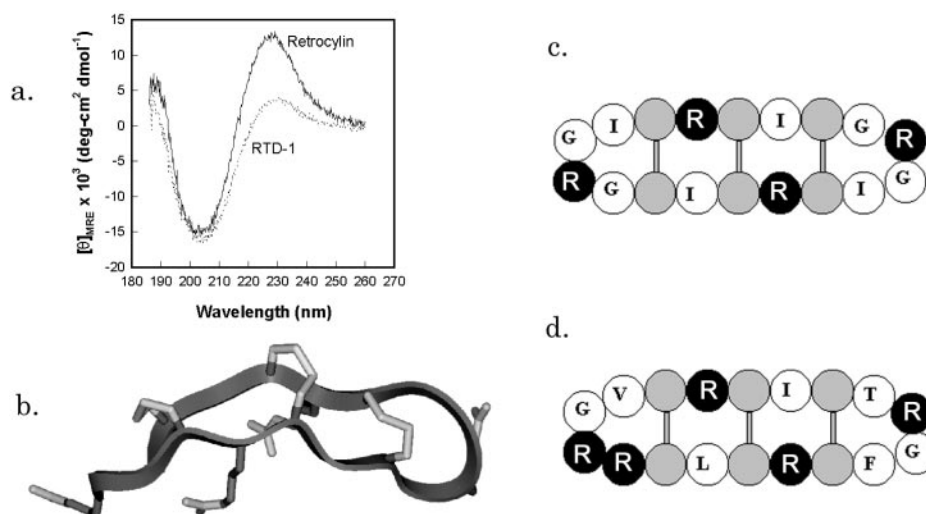 a.
[θ]MRE x 10³ (deg-cm² dmol⁻¹)
15
10
5
0
-5
-10
-15
-20
Retrocylin
RTD-1
180 190 200 210 220 230 240 250 260 270
Wavelength (nm)
b.
c.
G I R I G R
R G I R I G
d.
G V R I T R
R R L R F G